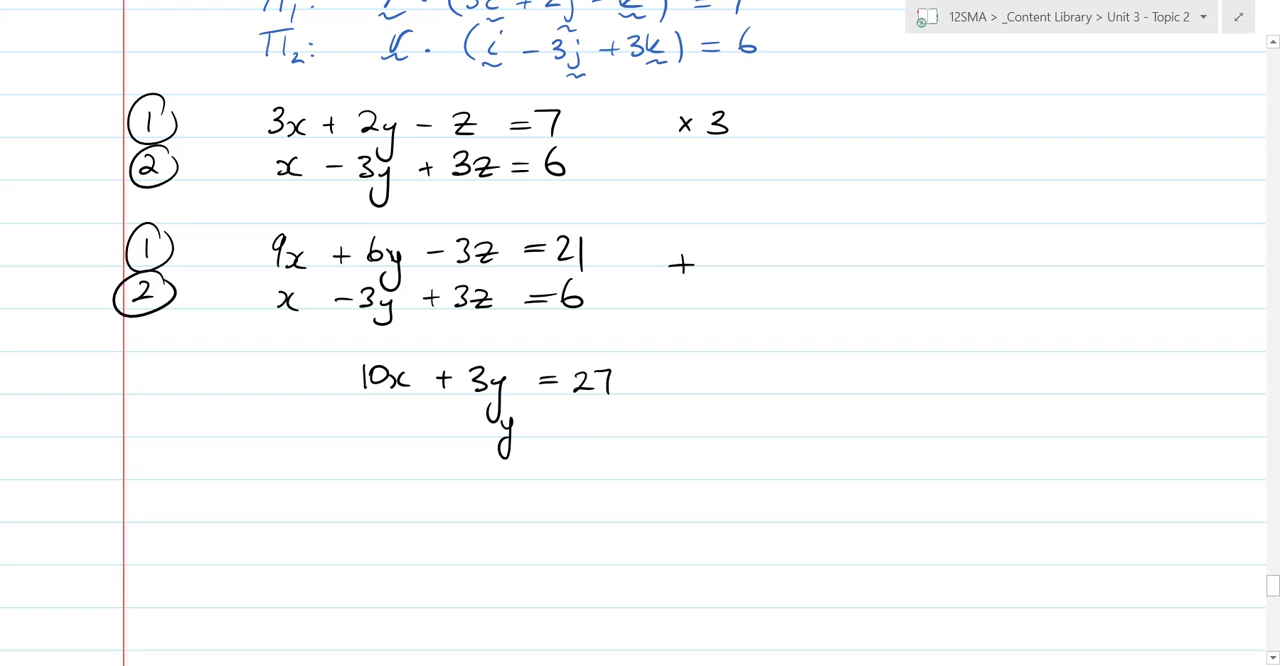 12SMA > _Content Library > Unit 3 - Topic 2
Π₂: r · (i - 3j + 3k) = 6
① 3x + 2y - z = 7 × 3
② x - 3y + 3z = 6
① 9x + 6y - 3z = 21 +
② x - 3y + 3z = 6
10x + 3y = 27
y